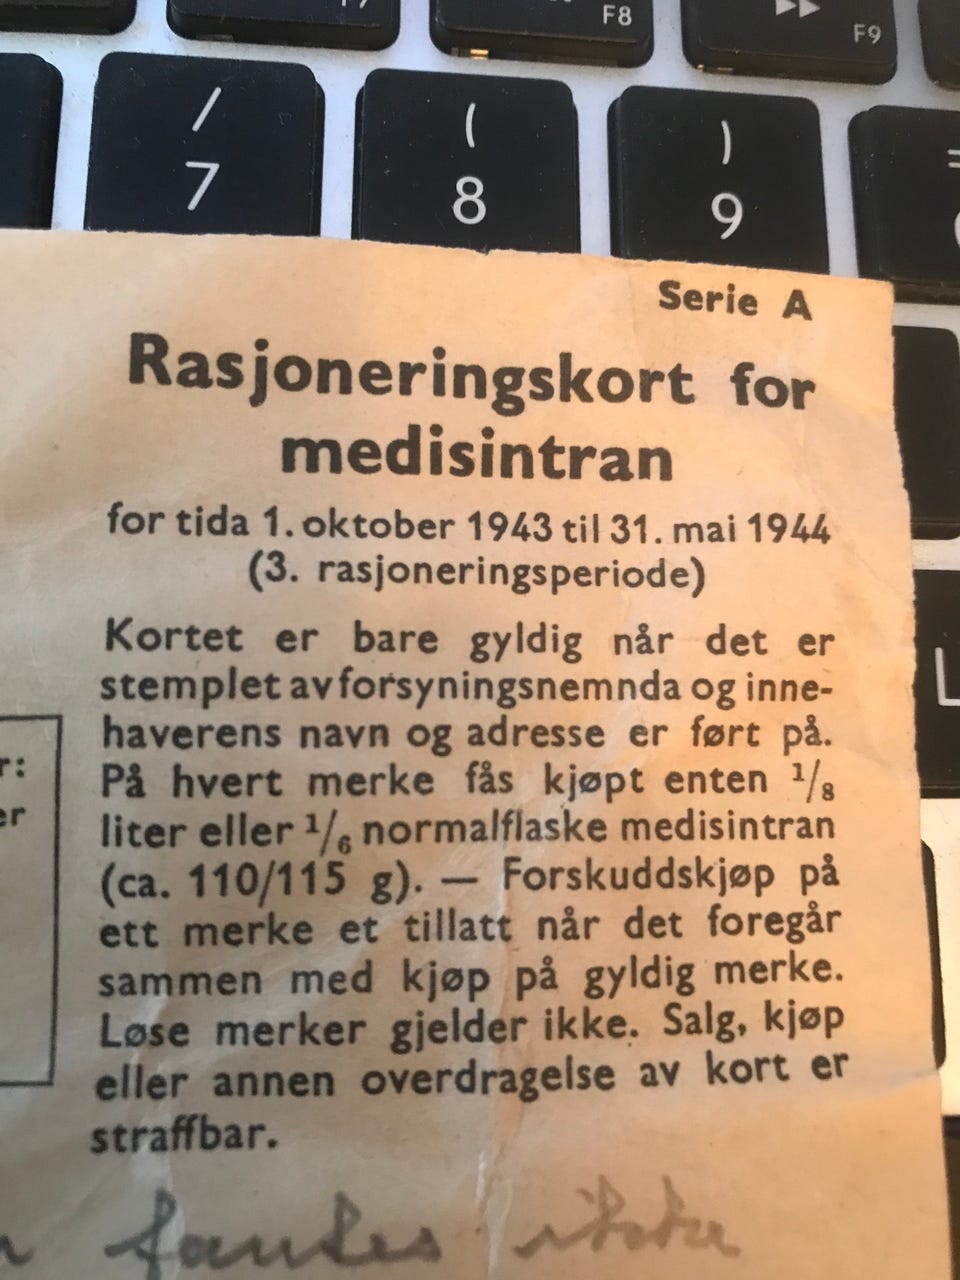 F8
F9
/
7
(
8
)
9
Serie A
Rasjoneringskort for
medisintran
for tida 1. oktober 1943 til 31. mai 1944
(3. rasjoneringsperiode)
Kortet er bare gyldig når det er
stemplet av forsyningsnemnda og inne-
haverens navn og adresse er ført på.
På hvert merke fås kjøpt enten 1/8
liter eller 1/6 normalflaske medisintran
(ca. 110/115 g). — Forskuddskjøp på
ett merke et tillatt når det foregår
sammen med kjøp på gyldig merke.
Løse merker gjelder ikke. Salg, kjøp
eller annen overdragelse av kort er
straffbar.
r:
er
L
fantes ikke